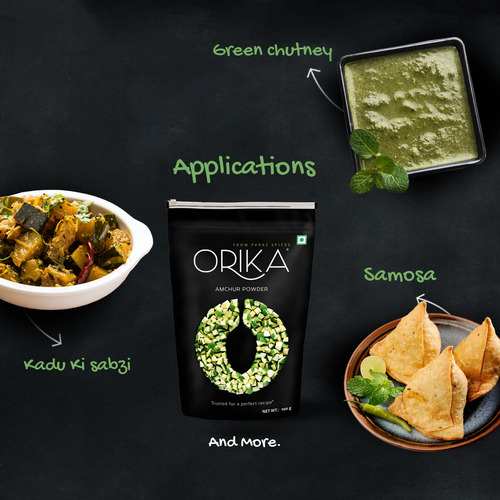 Green chutney
Applications
FROM PARAS SPICES
ORIKA
AMCHUR POWDER
Samosa
Kadu Ki sabzi
"Trusted for a perfect recipe"
NET WT.: 100 g
And More.